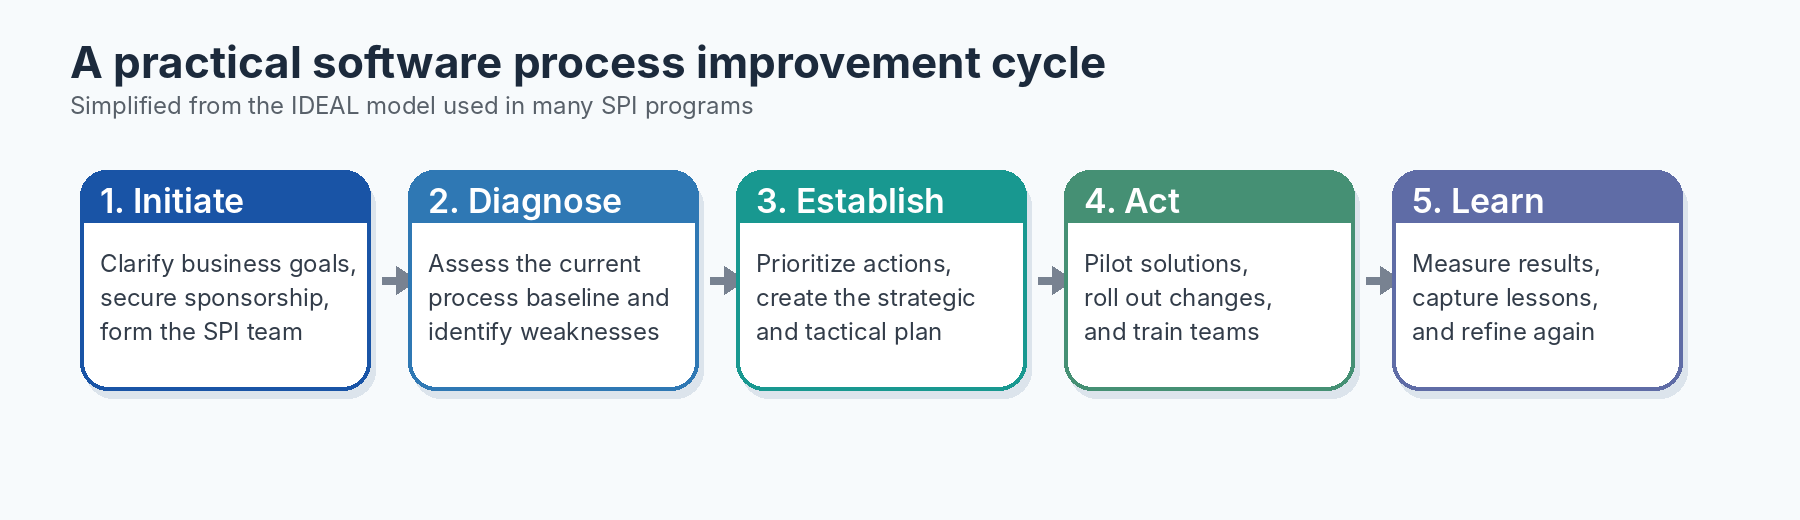 A practical software process improvement cycle
Simplified from the IDEAL model used in many SPI programs
1. Initiate
Clarify business goals,
secure sponsorship,
form the SPI team
2. Diagnose
Assess the current
process baseline and
identify weaknesses
3. Establish
Prioritize actions,
create the strategic
and tactical plan
4. Act
Pilot solutions,
roll out changes,
and train teams
5. Learn
Measure results,
capture lessons,
and refine again